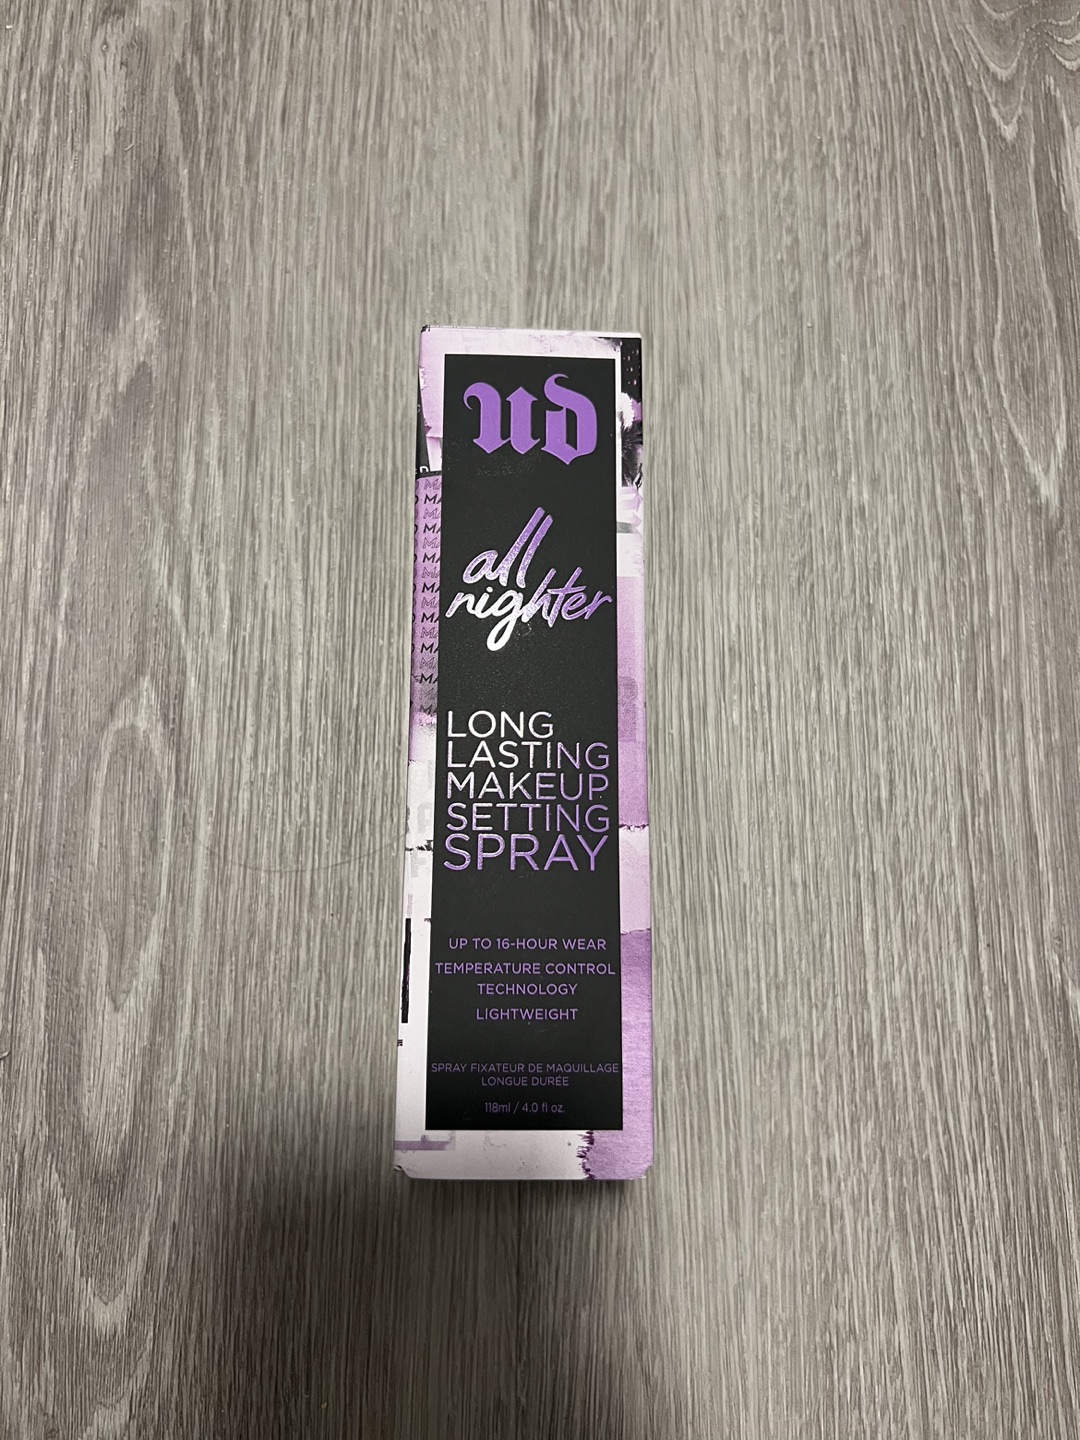 ud
all
nighter
LONG
LASTING
MAKEUP
SETTING
SPRAY
UP TO 16-HOUR WEAR
TEMPERATURE CONTROL
TECHNOLOGY
LIGHTWEIGHT
SPRAY FIXATEUR DE MAQUILLAGE
LONGUE DURÉE
118ml / 4.0 fl oz.